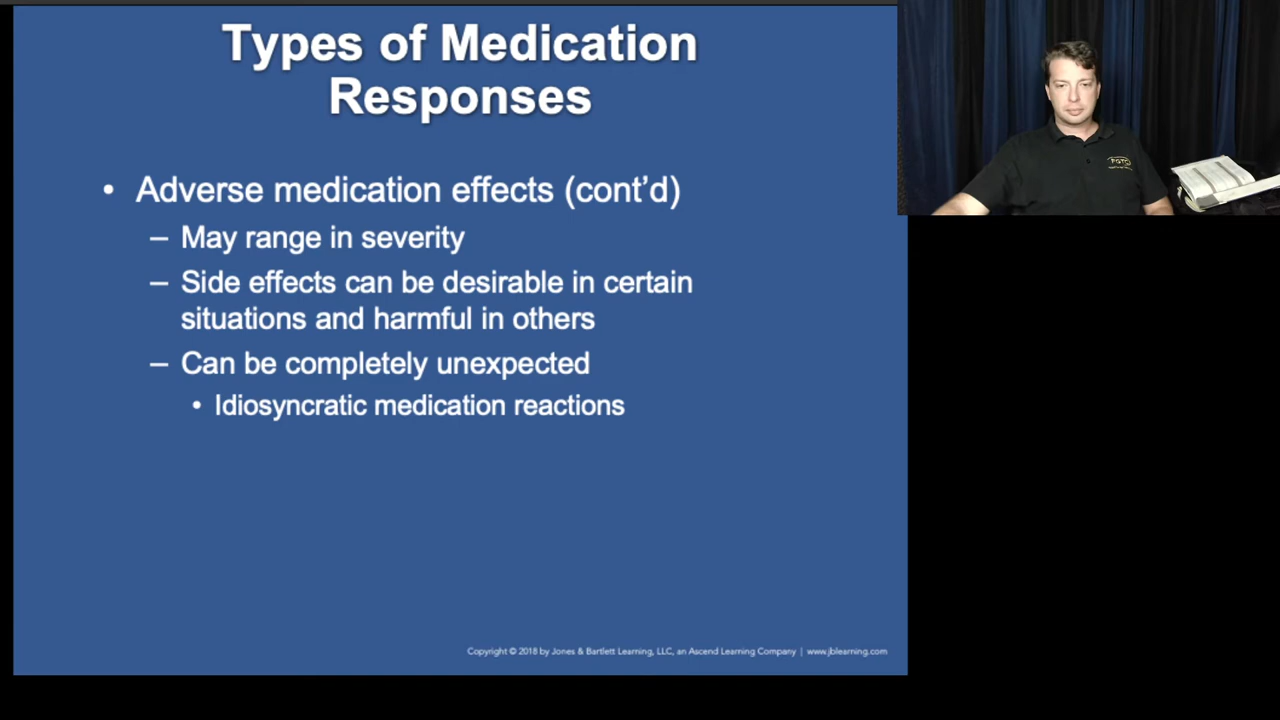 Types of Medication
Responses
• Adverse medication effects (cont’d)
– May range in severity
– Side effects can be desirable in certain
situations and harmful in others
– Can be completely unexpected
• Idiosyncratic medication reactions
Copyright © 2018 by Jones & Bartlett Learning, LLC, an Ascend Learning Company | www.jblearning.com